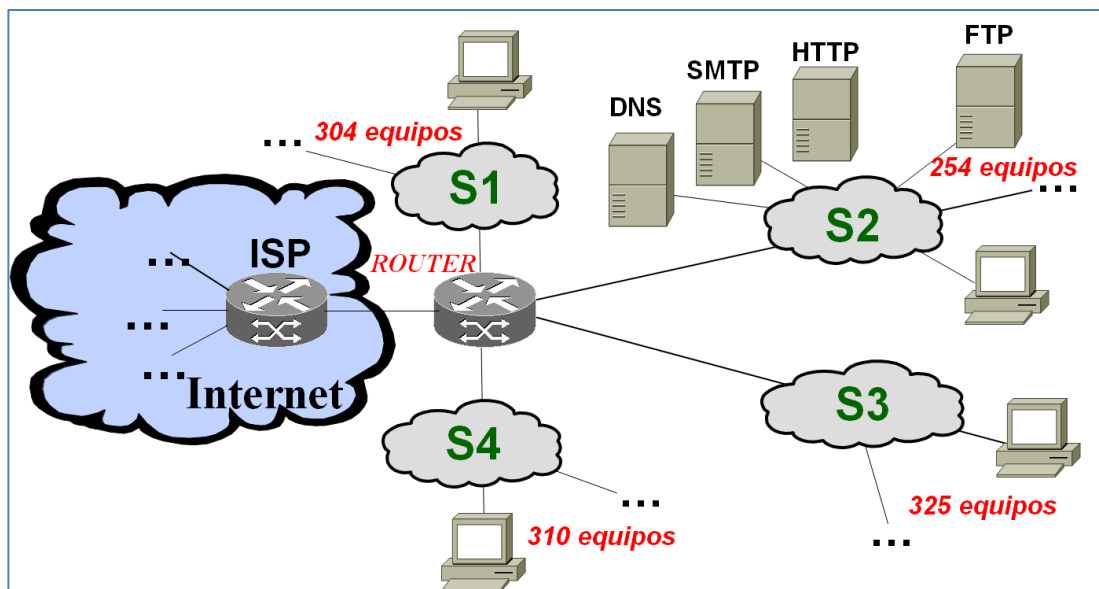 FTP
HTTP
SMTP
DNS
304 equipos
...
254 equipos
...
S1
S2
ISP
ROUTER
...
...
...
Internet
S3
S4
...
310 equipos
325 equipos
...